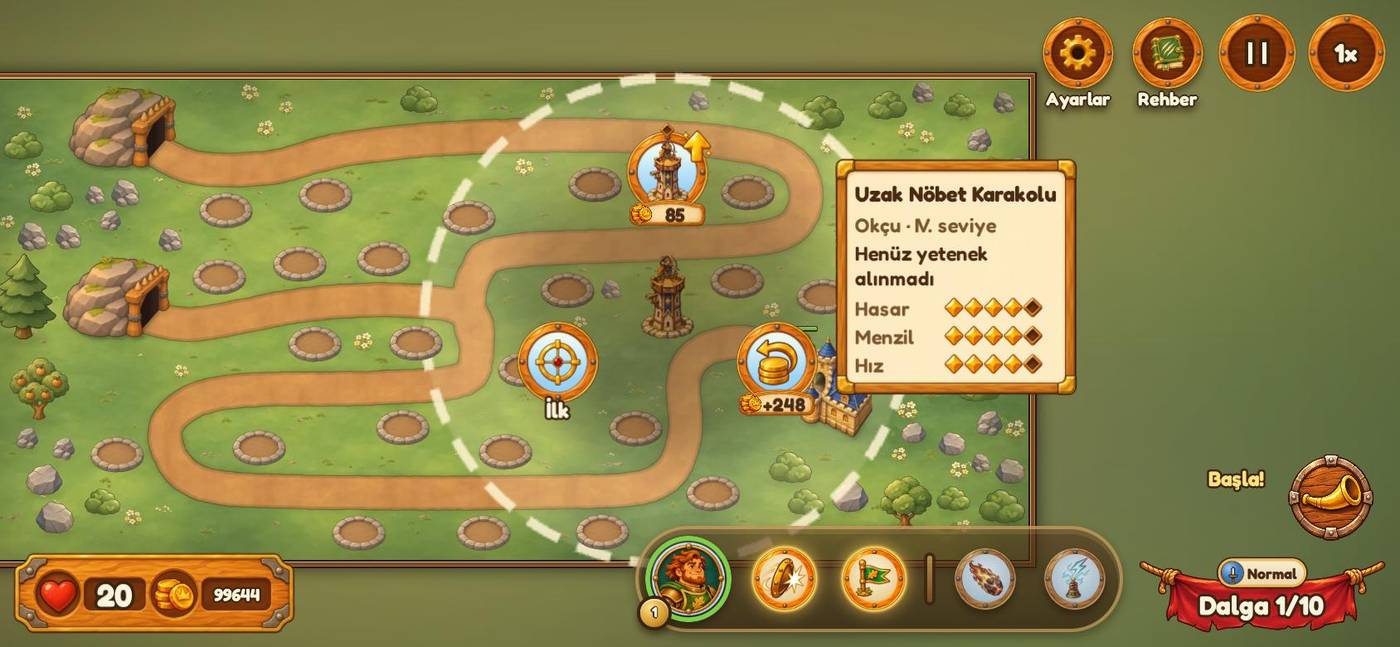 Ayarlar
Rehber
1x
85
Uzak Nöbet Karakolu
Okçu · IV. seviye
Henüz yetenek
alınmadı
Hasar
Menzil
Hız
İlk
+248
Başla!
20
99644
1
Normal
Dalga 1/10